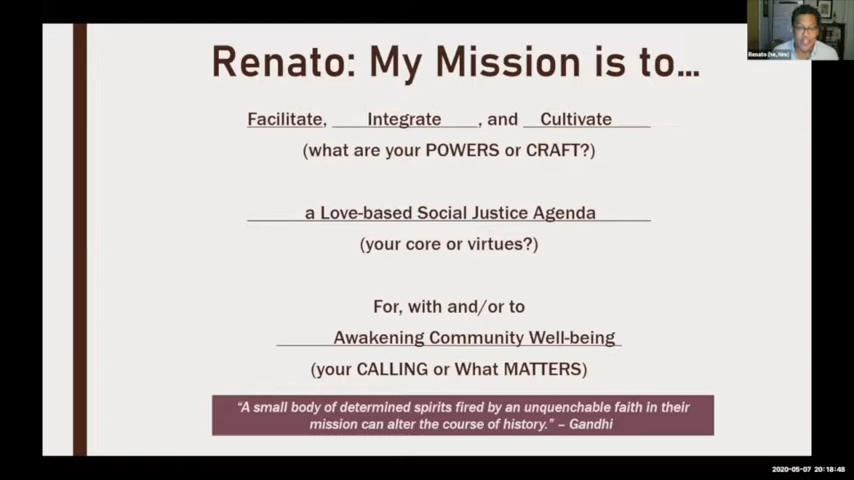 Renato: My Mission is to...
Renato (he, him)
Facilitate, Integrate, and Cultivate
(what are your POWERS or CRAFT?)
a Love-based Social Justice Agenda
(your core or virtues?)
For, with and/or to
Awakening Community Well-being
(your CALLING or What MATTERS)
“A small body of determined spirits fired by an unquenchable faith in their
mission can alter the course of history.” – Gandhi
2020-05-07 20:18:48